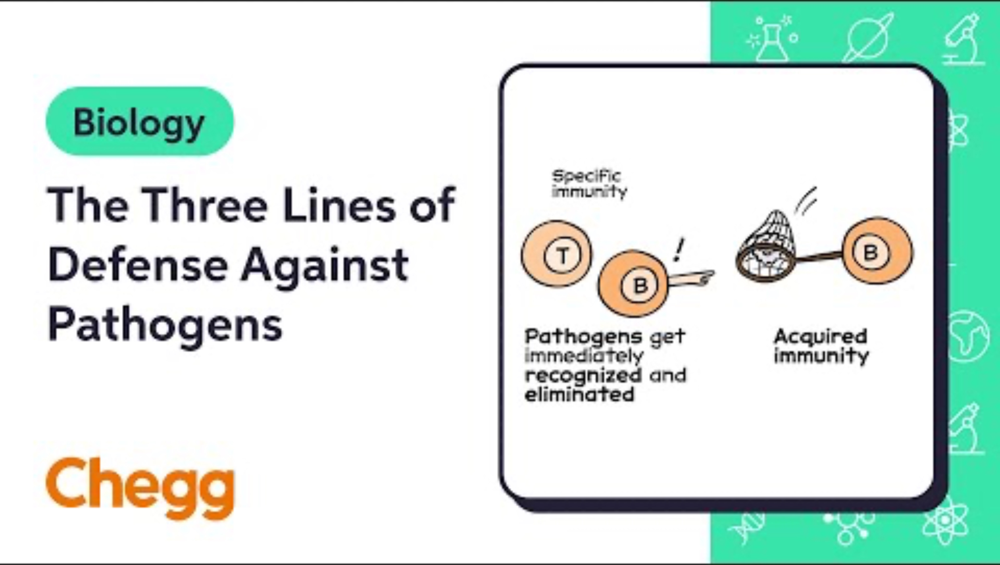 Biology
The Three Lines of
Defense Against
Pathogens
Chegg
Specific
immunity
T
B
!
B
Pathogens get
immediately
recognized and
eliminated
Acquired
immunity